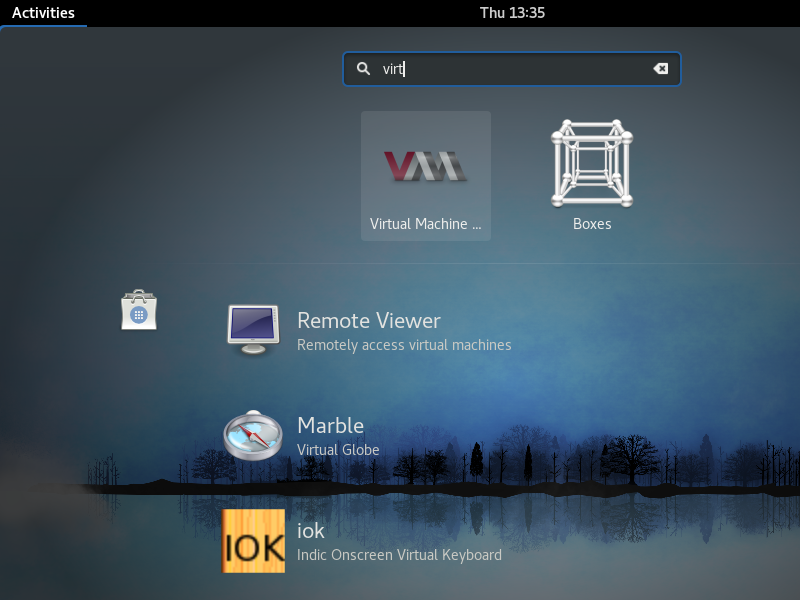 Activities
Thu 13:35
virt
VM
Virtual Machine ...
Boxes
Remote Viewer
Remotely access virtual machines
Marble
Virtual Globe
IOK
iok
Indic Onscreen Virtual Keyboard